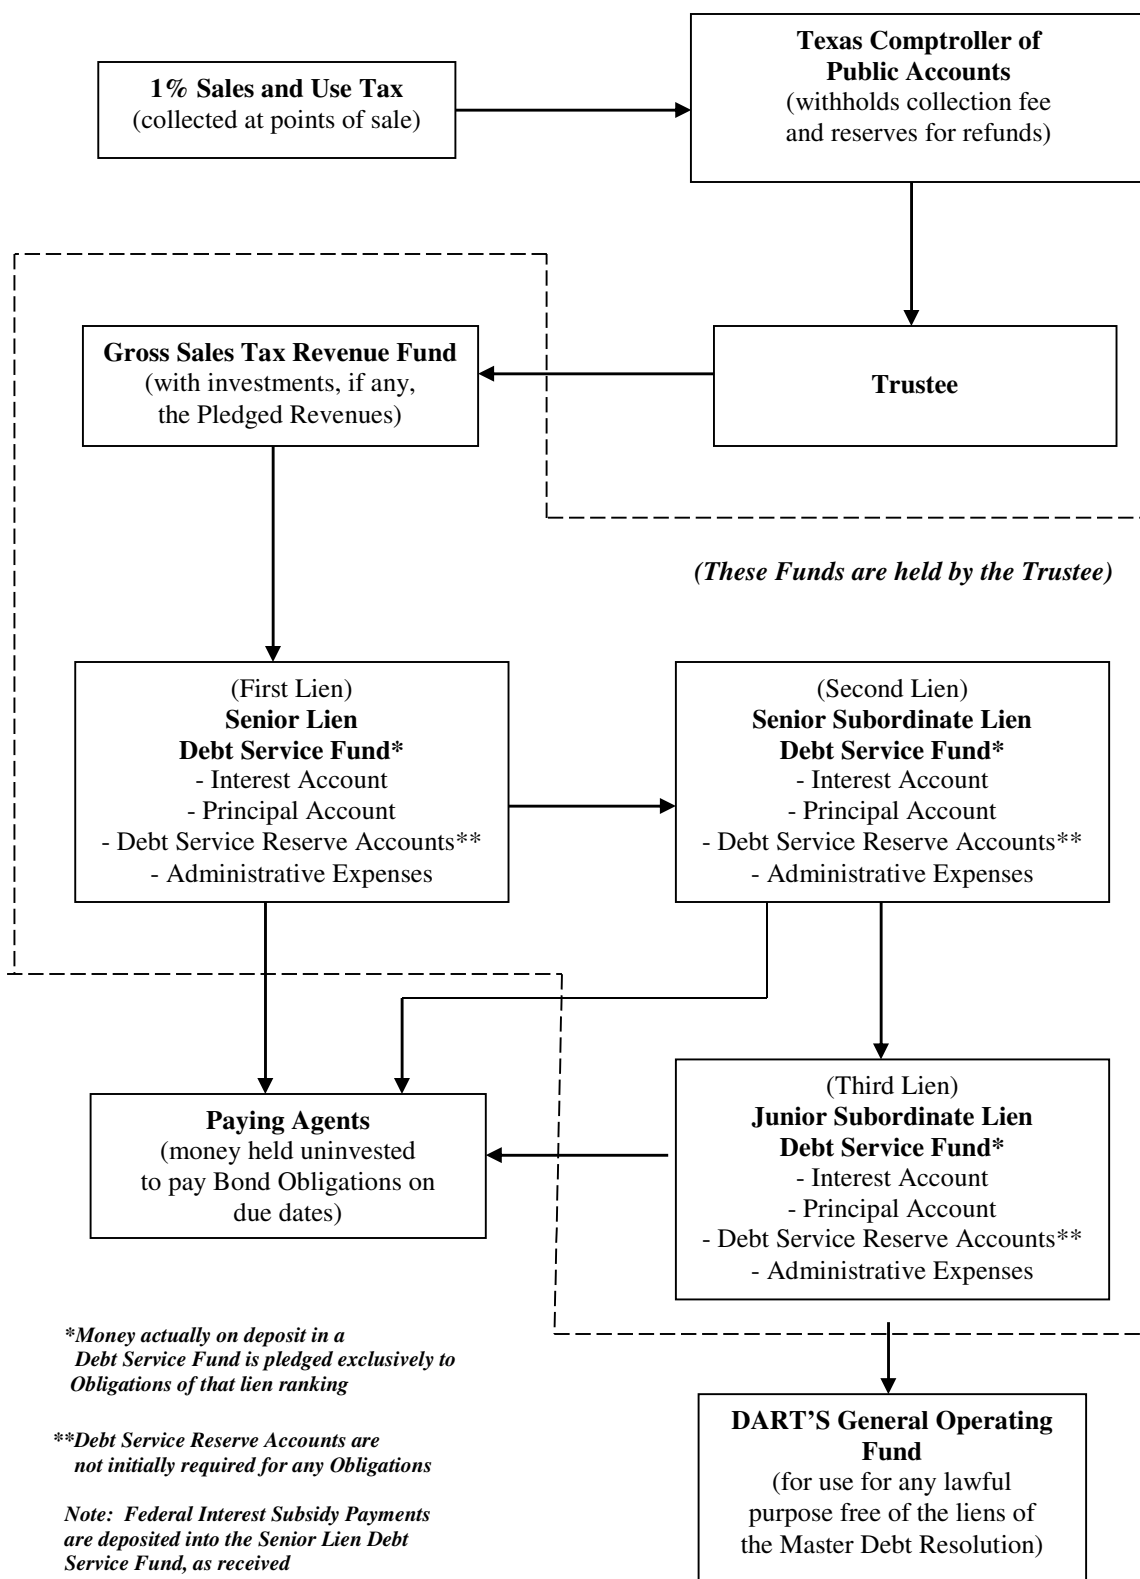 1% Sales and Use Tax
(collected at points of sale)
Texas Comptroller of
Public Accounts
(withholds collection fee
and reserves for refunds)
Gross Sales Tax Revenue Fund
(with investments, if any,
the Pledged Revenues)
Trustee
(These Funds are held by the Trustee)
(First Lien)
Senior Lien
Debt Service Fund*
- Interest Account
- Principal Account
- Debt Service Reserve Accounts**
- Administrative Expenses
(Second Lien)
Senior Subordinate Lien
Debt Service Fund*
- Interest Account
- Principal Account
- Debt Service Reserve Accounts**
- Administrative Expenses
Paying Agents
(money held uninvested
to pay Bond Obligations on
due dates)
(Third Lien)
Junior Subordinate Lien
Debt Service Fund*
- Interest Account
- Principal Account
- Debt Service Reserve Accounts**
- Administrative Expenses
*Money actually on deposit in a
Debt Service Fund is pledged exclusively to
Obligations of that lien ranking
**Debt Service Reserve Accounts are
not initially required for any Obligations
Note: Federal Interest Subsidy Payments
are deposited into the Senior Lien Debt
Service Fund, as received
DART'S General Operating
Fund
(for use for any lawful
purpose free of the liens of
the Master Debt Resolution)